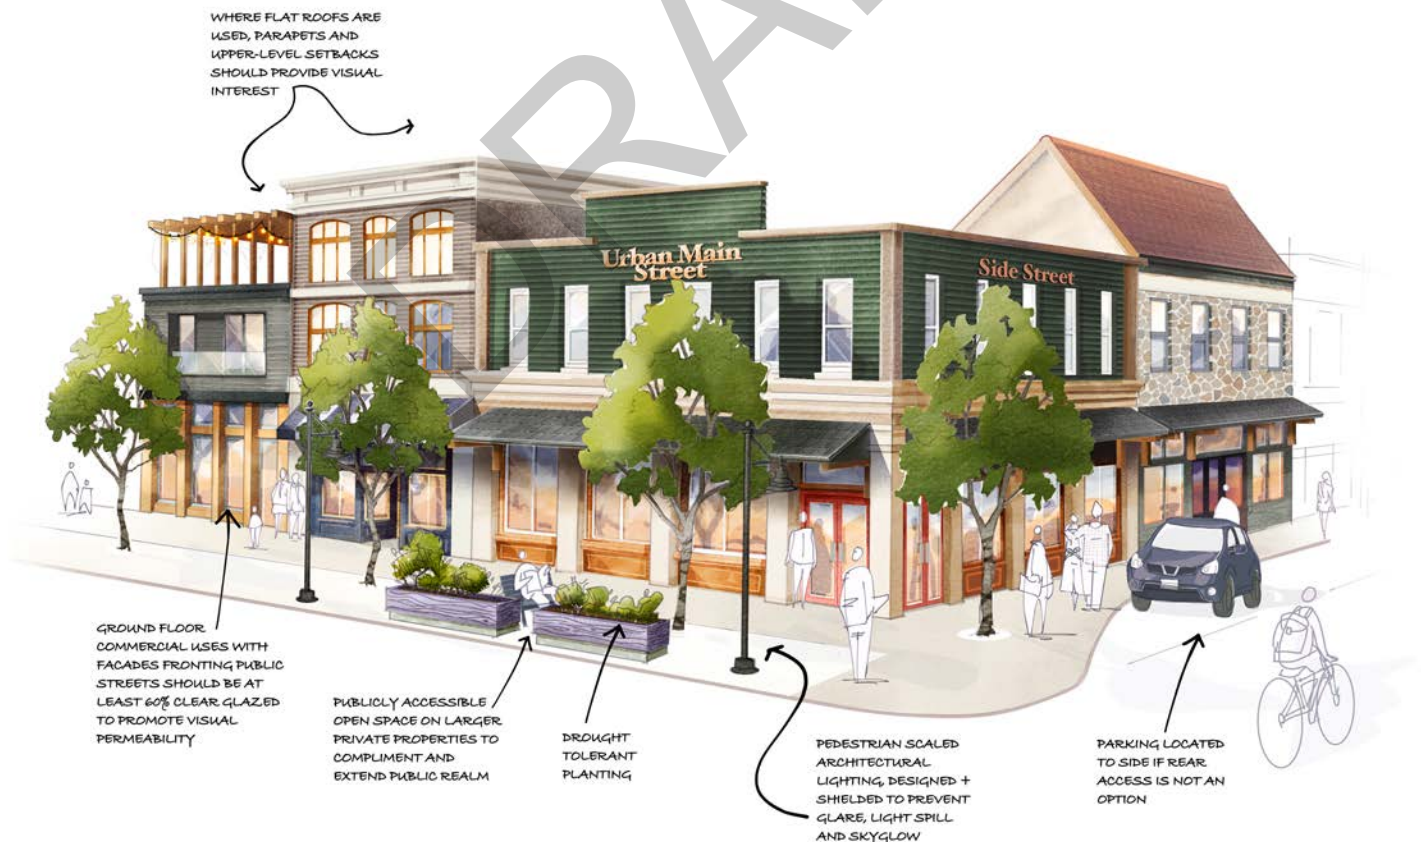 WHERE FLAT ROOFS ARE
USED, PARAPETS AND
UPPER-LEVEL SETBACKS
SHOULD PROVIDE VISUAL
INTEREST
DRAFT
Urban Main
Street
Side Street
GROUND FLOOR
COMMERCIAL USES WITH
FACADES FRONTING PUBLIC
STREETS SHOULD BE AT
LEAST 60% CLEAR GLAZED
TO PROMOTE VISUAL
PERMEABILITY
PUBLICLY ACCESSIBLE
OPEN SPACE ON LARGER
PRIVATE PROPERTIES TO
COMPLIMENT AND
EXTEND PUBLIC REALM
DROUGHT
TOLERANT
PLANTING
PEDESTRIAN SCALED
ARCHITECTURAL
LIGHTING, DESIGNED +
SHIELDED TO PREVENT
GLARE, LIGHT SPILL
AND SKYGLOW
PARKING LOCATED
TO SIDE IF REAR
ACCESS IS NOT AN
OPTION